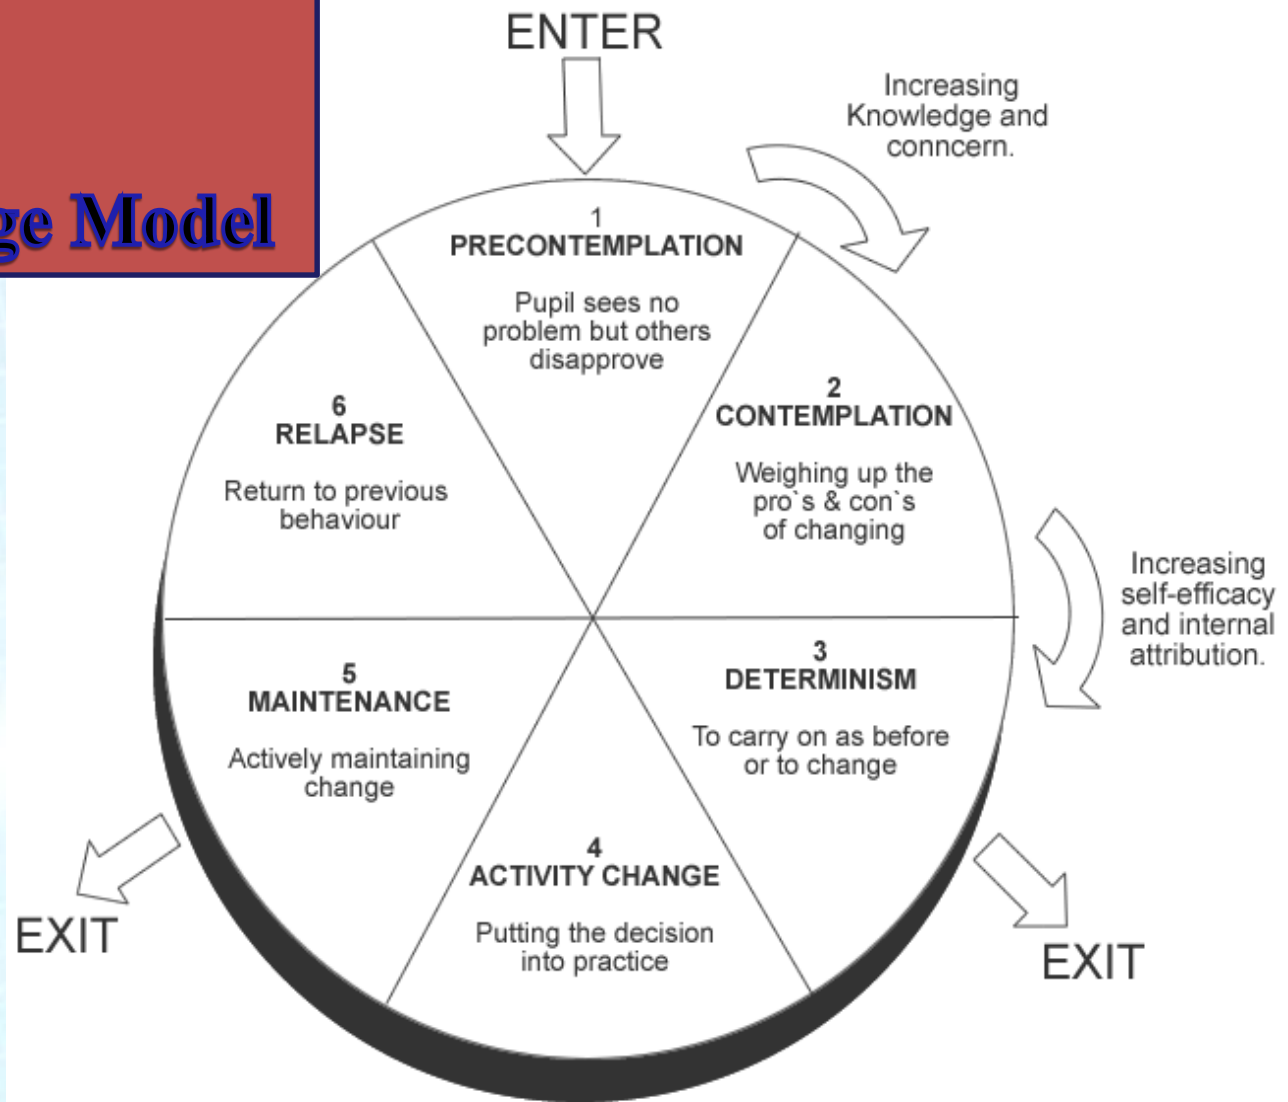 ge Model
ENTER
Increasing
Knowledge and
conncern.
1
PRECONTEMPLATION
Pupil sees no
problem but others
disapprove
2
CONTEMPLATION
Weighing up the
pro`s & con`s
of changing
Increasing
self-efficacy
and internal
attribution.
3
DETERMINISM
To carry on as before
or to change
EXIT
4
ACTIVITY CHANGE
Putting the decision
into practice
5
MAINTENANCE
Actively maintaining
change
EXIT
6
RELAPSE
Return to previous
behaviour